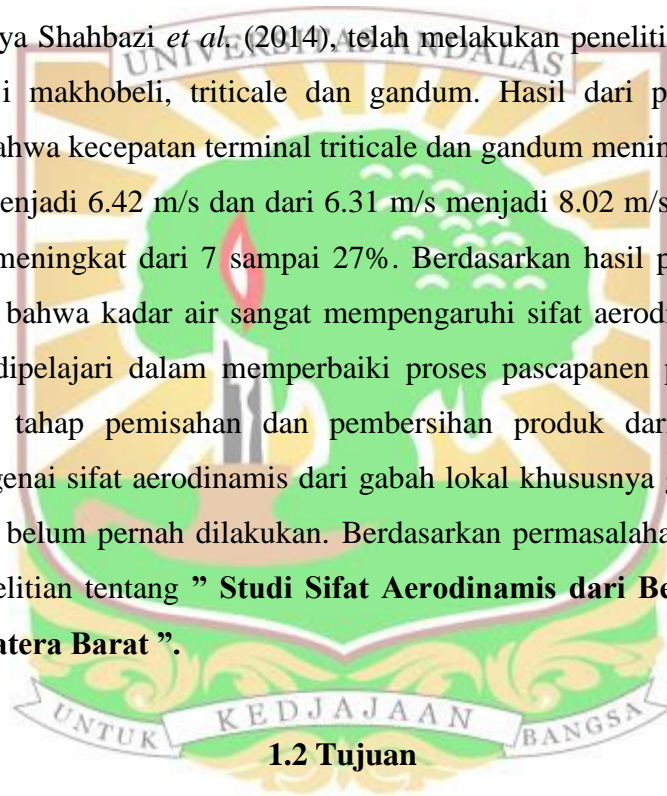 ya Shahbazi et al. (2014), telah melakukan peneliti
UNIVERSITAS ANDALAS
i makhobeli, triticale dan gandum. Hasil dari p
ahwa kecepatan terminal triticale dan gandum menin
enjadi 6.42 m/s dan dari 6.31 m/s menjadi 8.02 m/s
meningkat dari 7 sampai 27%. Berdasarkan hasil p
bahwa kadar air sangat mempengaruhi sifat aerodi
dipelajari dalam memperbaiki proses pascapanen p
tahap pemisahan dan pembersihan produk dari
genai sifat aerodinamis dari gabah lokal khususnya g
belum pernah dilakukan. Berdasarkan permasalaha
elitian tentang ” Studi Sifat Aerodinamis dari Be
atera Barat ”.
UNTUK KEDJAJAAN BANGSA
1.2 Tujuan